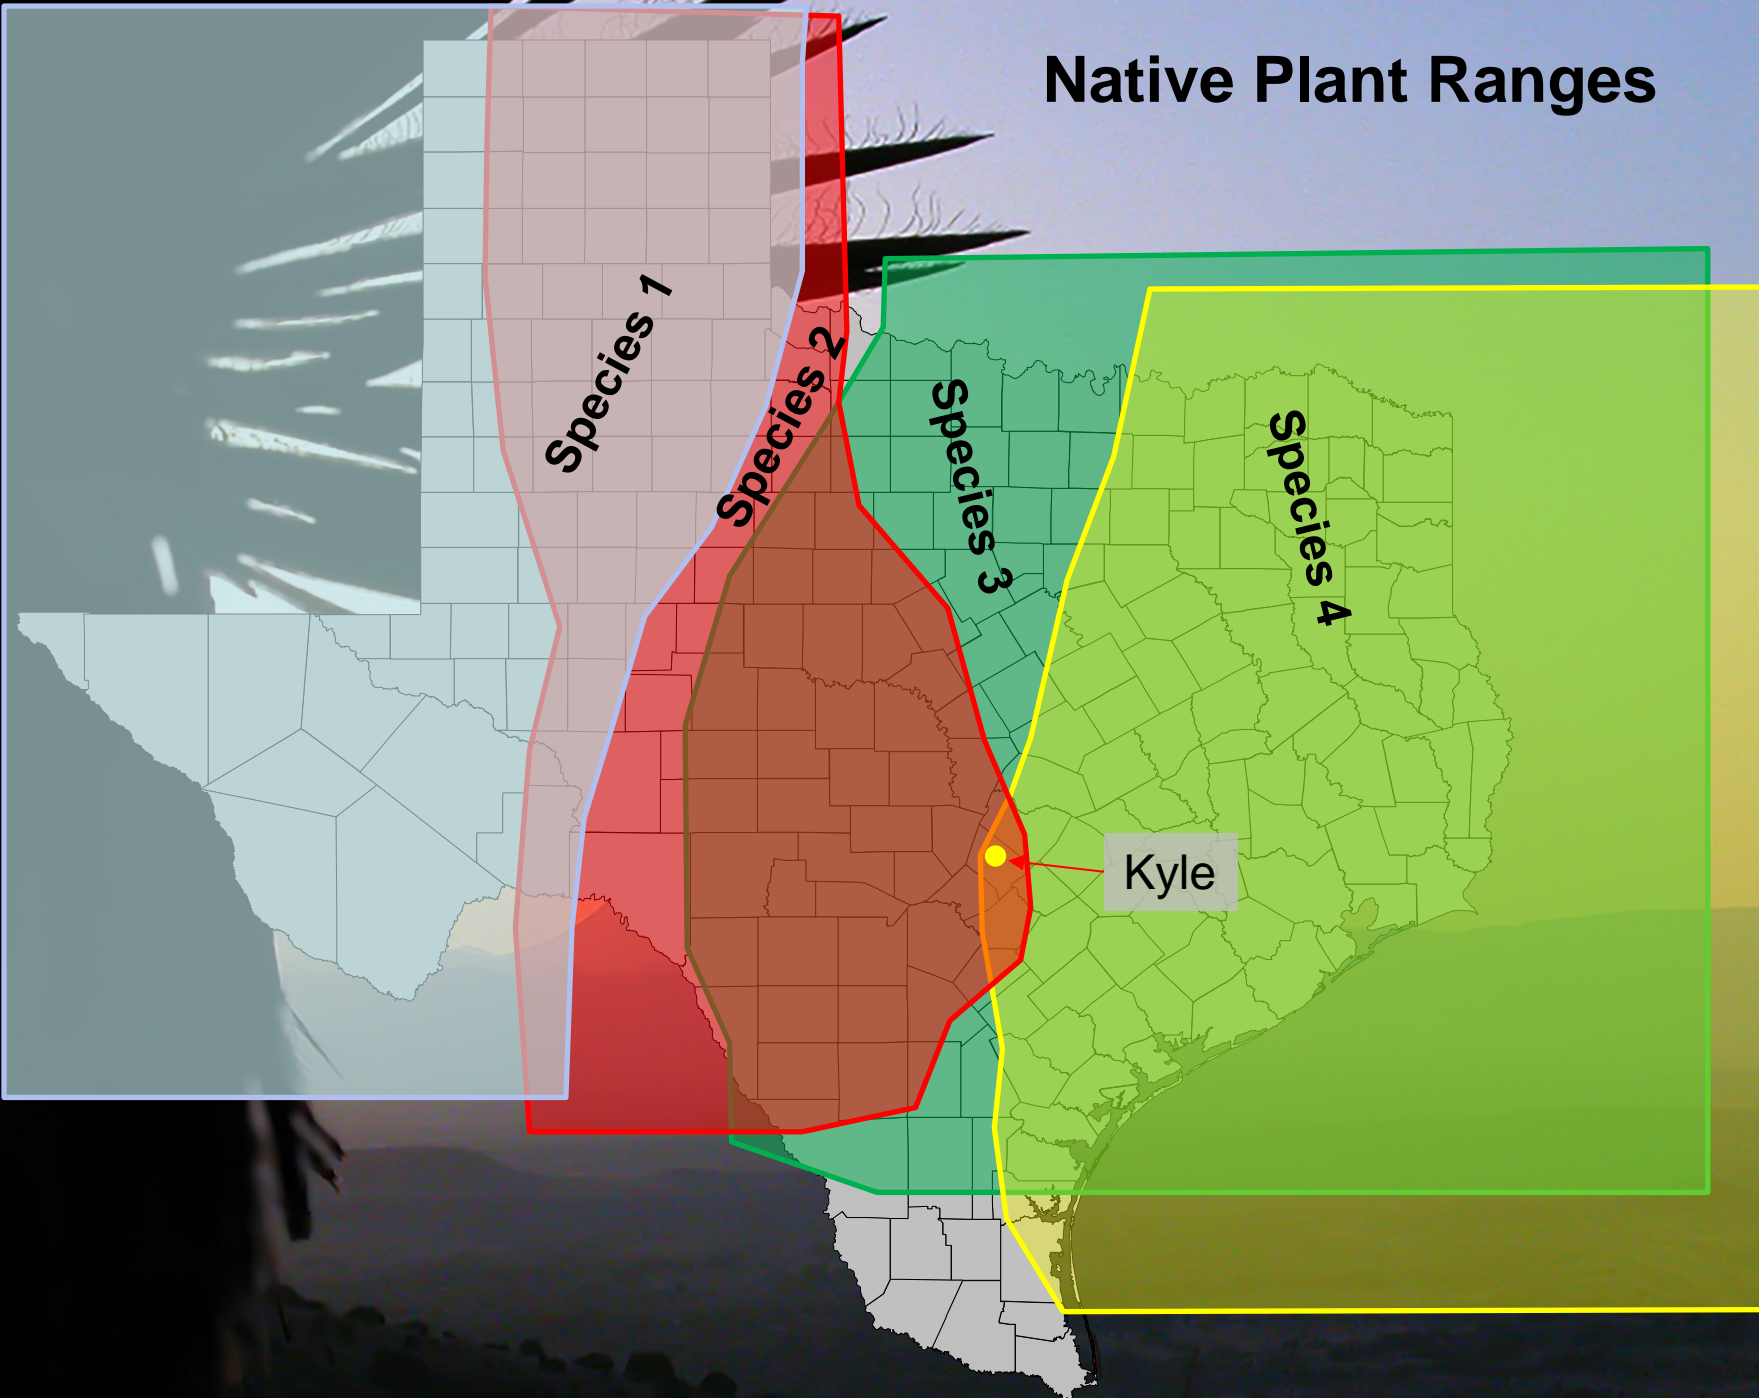 Native Plant Ranges
Species 1
Species 2
Species 3
Species 4
Kyle